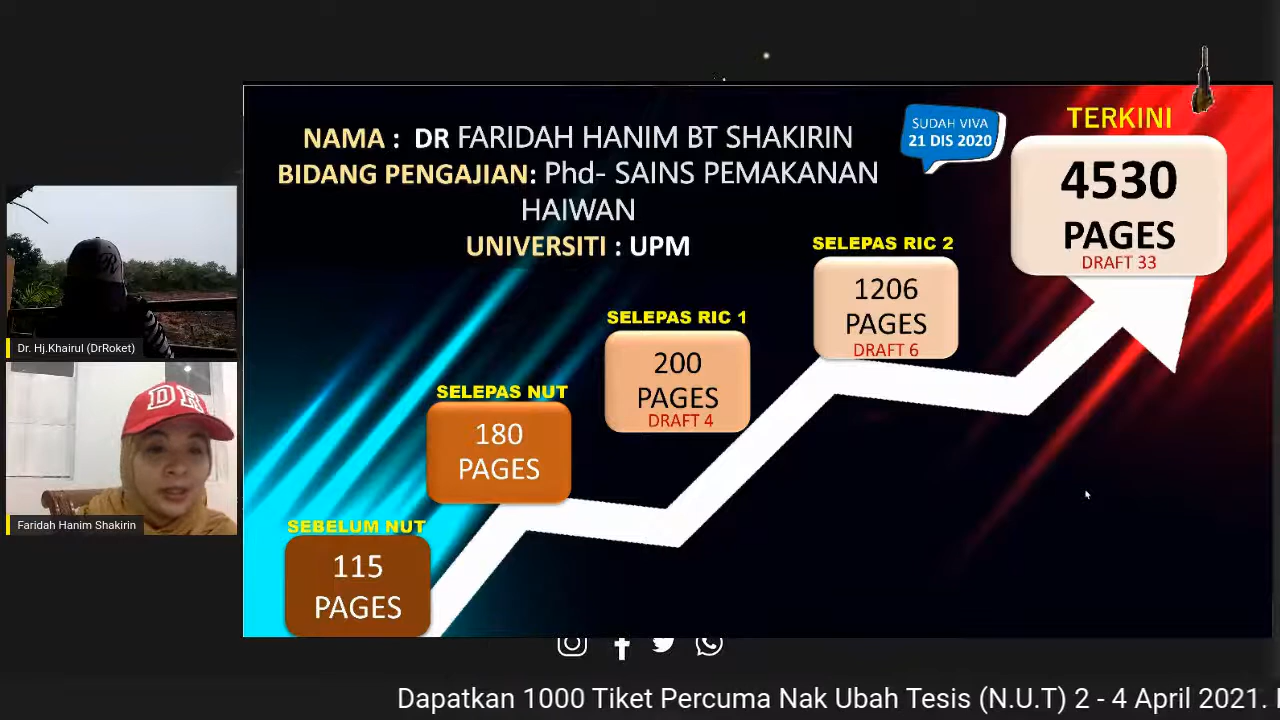 NAMA : DR FARIDAH HANIM BT SHAKIRIN
BIDANG PENGAJIAN: Phd- SAINS PEMAKANAN
HAIWAN
UNIVERSITI : UPM
SUDAH VIVA
21 DIS 2020
TERKINI
4530
PAGES
DRAFT 33
SELEPAS RIC 2
1206
PAGES
DRAFT 6
SELEPAS RIC 1
200
PAGES
DRAFT 4
SELEPAS NUT
180
PAGES
SEBELUM NUT
115
PAGES
Dr. Hj.Khairul (DrRoket)
DR
Faridah Hanim Shakirin
Dapatkan 1000 Tiket Percuma Nak Ubah Tesis (N.U.T) 2 - 4 April 2021.